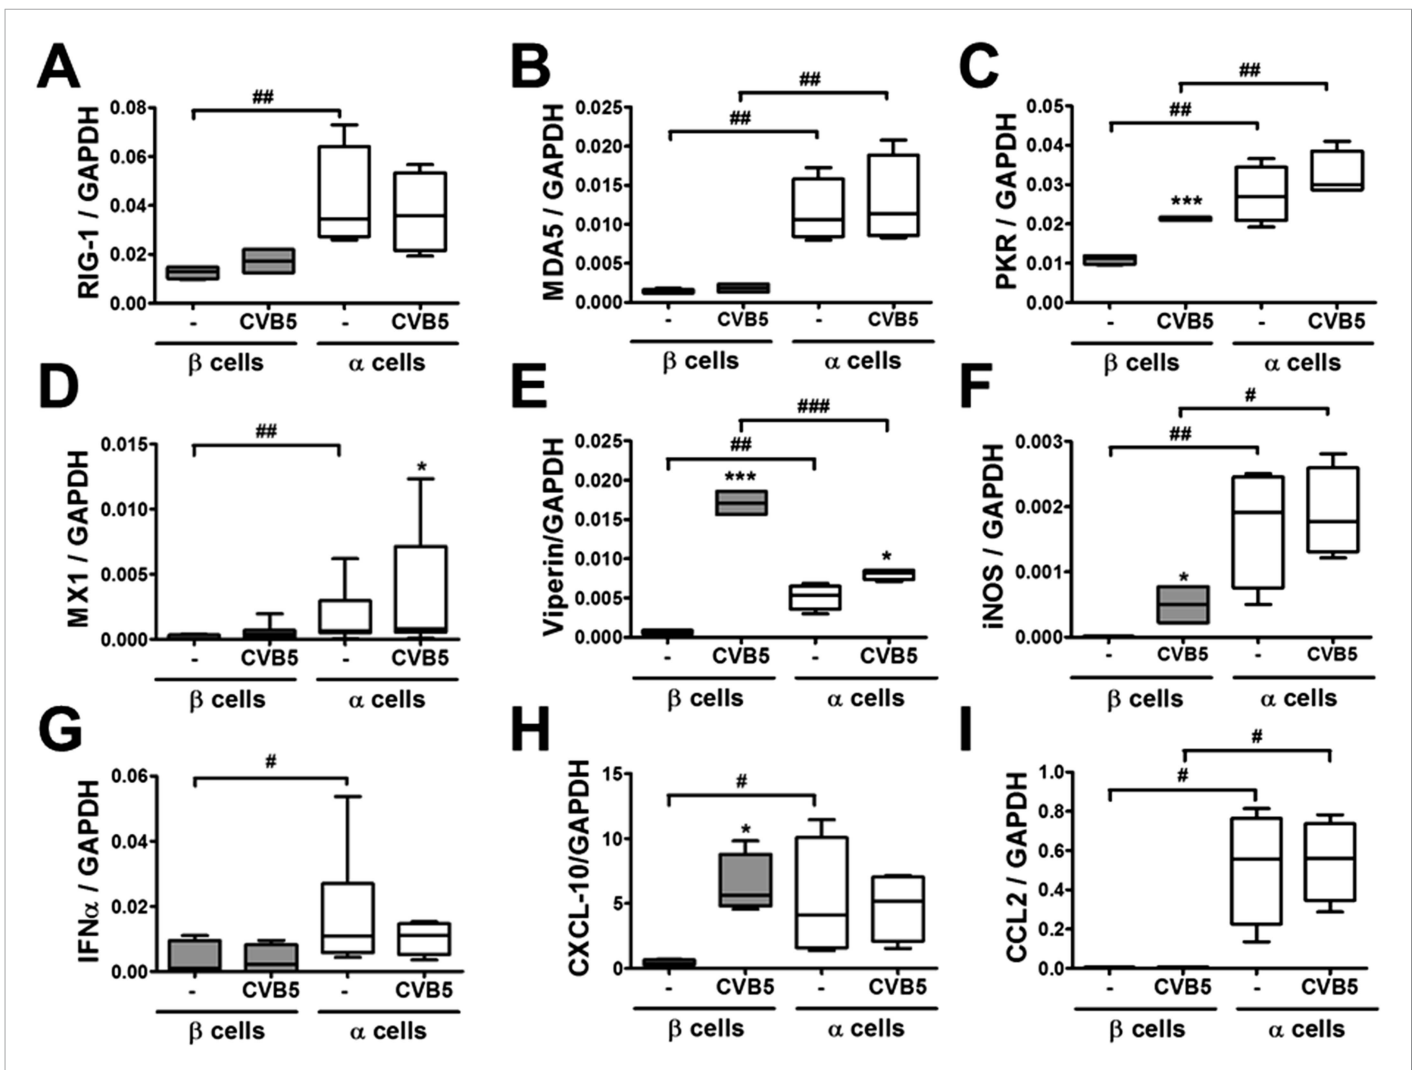 A
B
C
##
##
##
##
##
RIG-1 / GAPDH
0.08
0.06
0.04
0.02
0.00
MDA5 / GAPDH
0.025
0.020
0.015
0.010
0.005
0.000
PKR / GAPDH
0.05
0.04
0.03
0.02
0.01
0.00
***
- CVB5 - CVB5
β cells α cells
- CVB5 - CVB5
β cells α cells
- CVB5 - CVB5
β cells α cells
D
E
F
##
###
##
#
##
MX1 / GAPDH
0.015
0.010
0.005
0.000
*
Viperin/GAPDH
0.025
0.020
0.015
0.010
0.005
0.000
***
*
iNOS / GAPDH
0.003
0.002
0.001
0.000
*
- CVB5 - CVB5
β cells α cells
- CVB5 - CVB5
β cells α cells
- CVB5 - CVB5
β cells α cells
G
H
I
#
#
#
#
IFNα / GAPDH
0.06
0.04
0.02
0.00
CXCL-10/GAPDH
15
10
5
0
*
CCL2 / GAPDH
1.0
0.8
0.6
0.4
0.2
0.0
- CVB5 - CVB5
β cells α cells
- CVB5 - CVB5
β cells α cells
- CVB5 - CVB5
β cells α cells